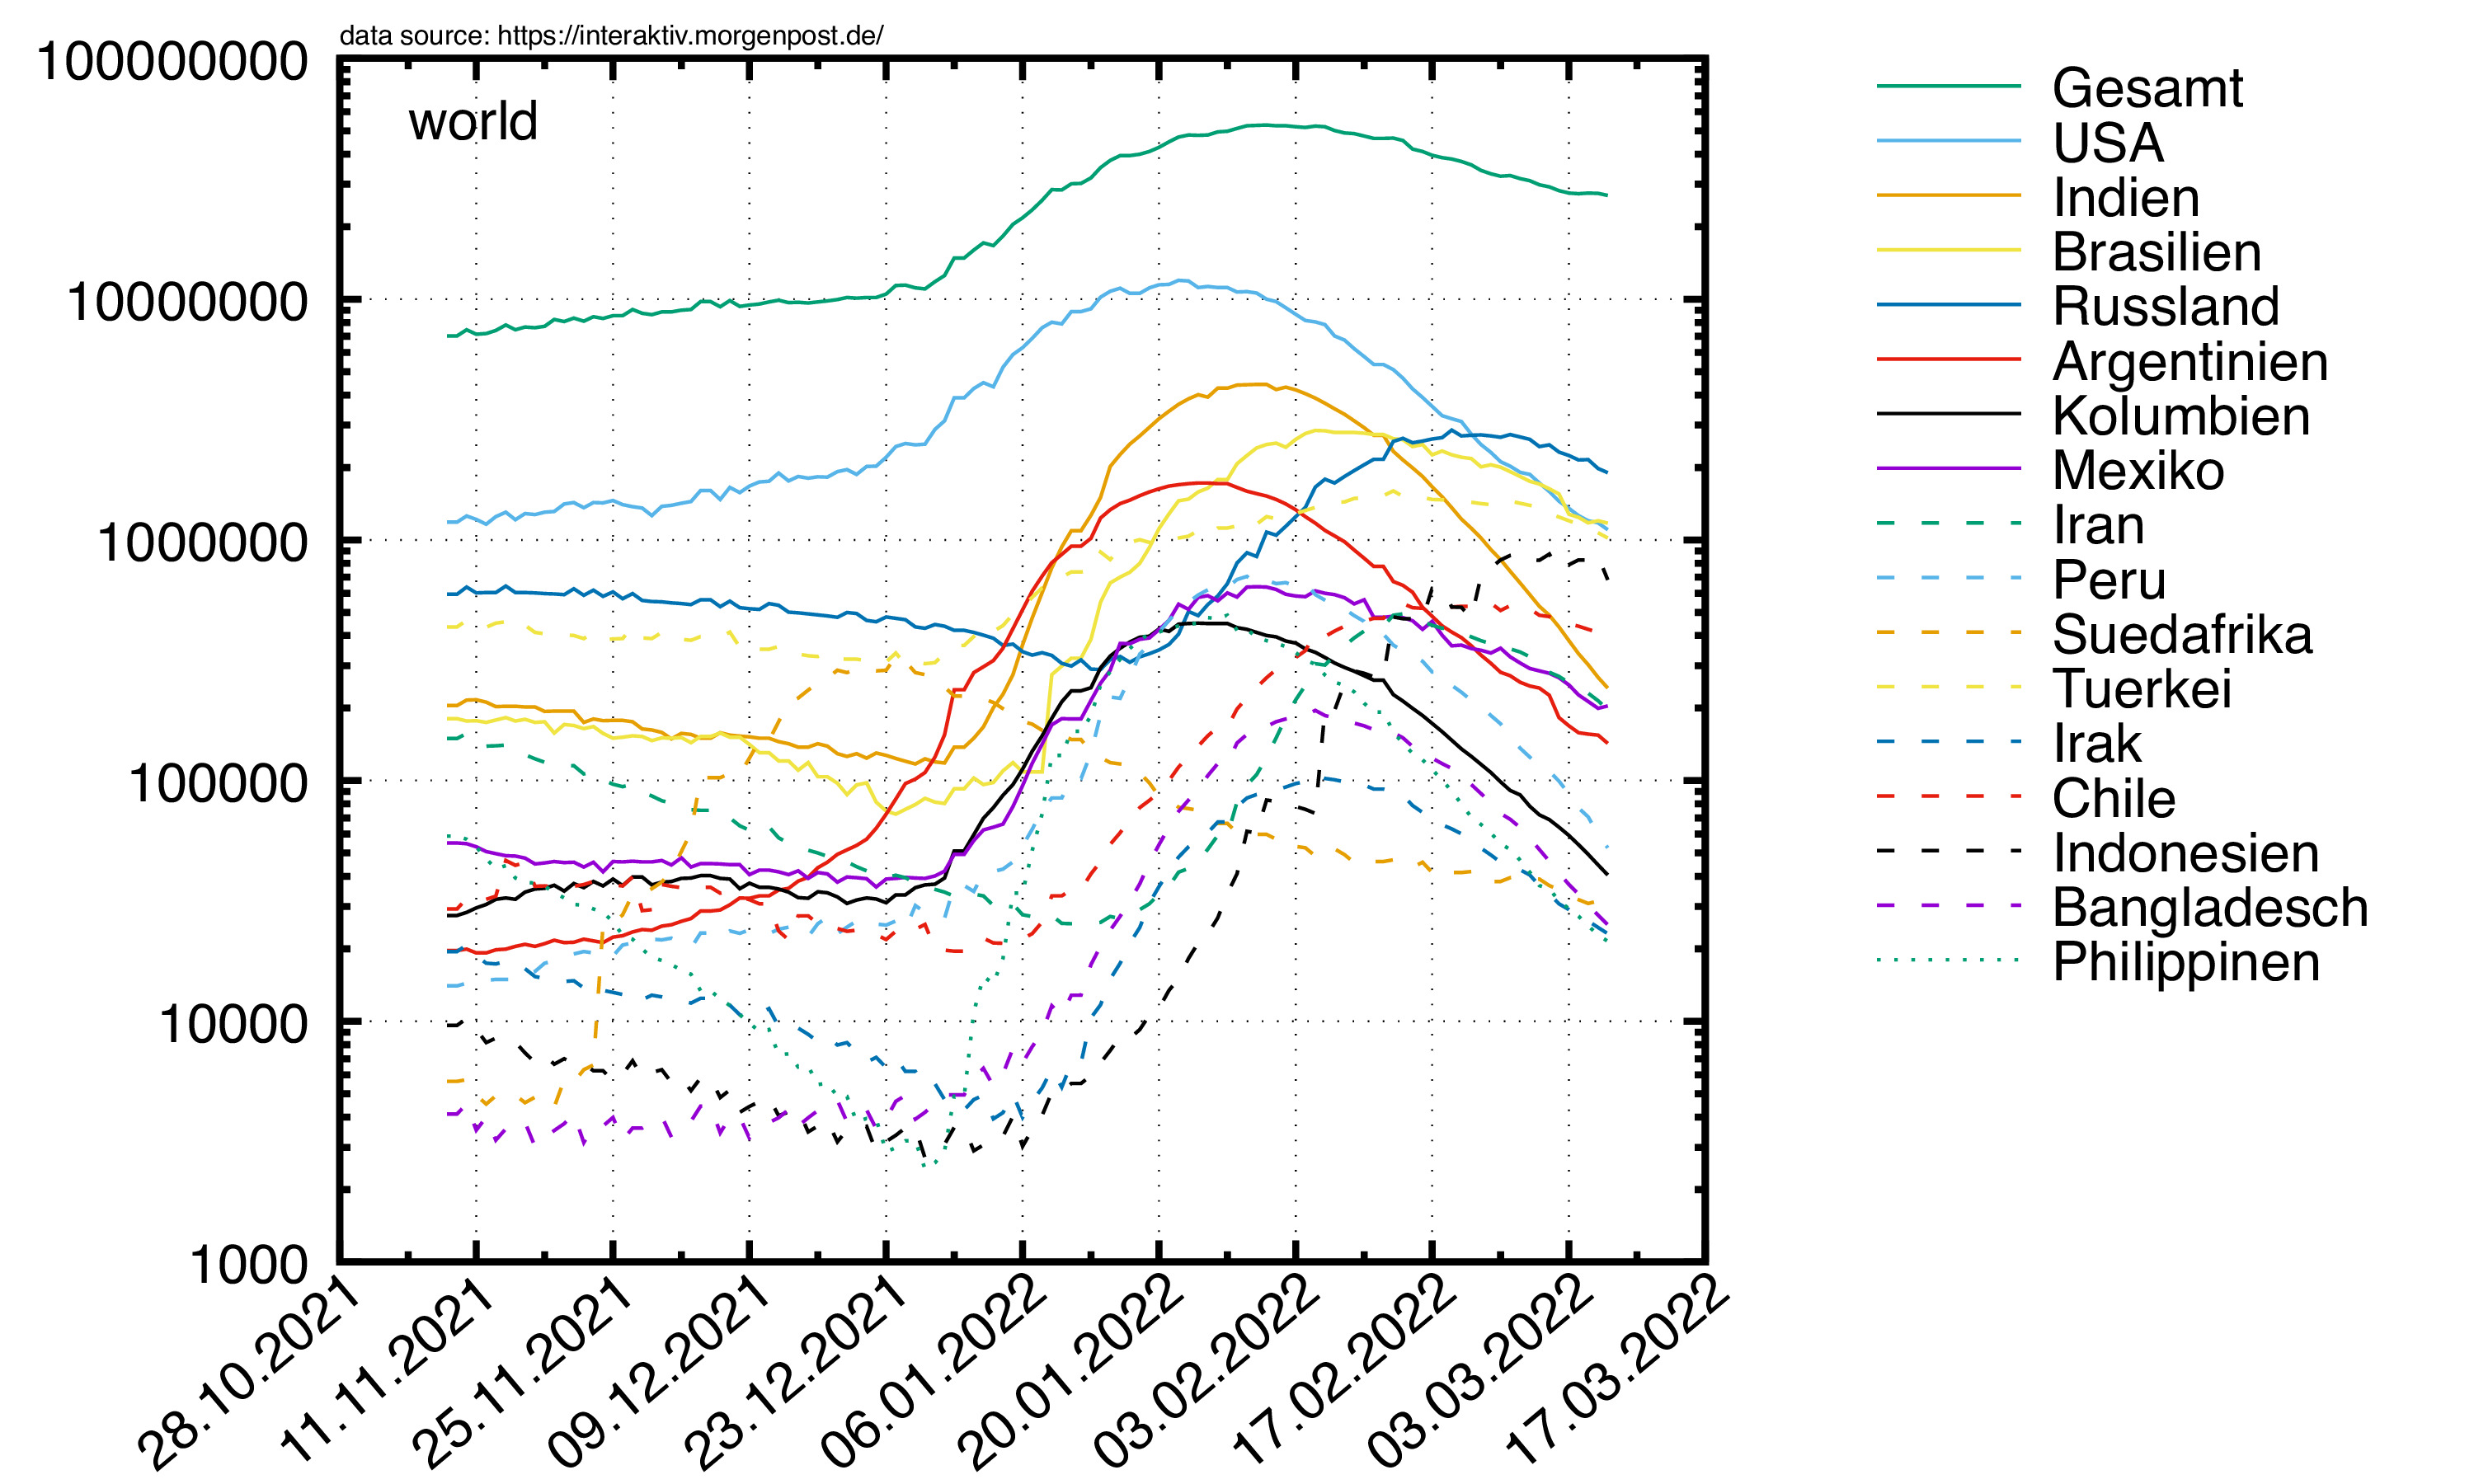 data source: https://interaktiv.morgenpost.de/
100000000
10000000
1000000
100000
10000
1000
world
28.10.2021
11.11.2021
25.11.2021
09.12.2021
23.12.2021
06.01.2022
20.01.2022
03.02.2022
17.02.2022
03.03.2022
17.03.2022
Gesamt
USA
Indien
Brasilien
Russland
Argentinien
Kolumbien
Mexiko
Iran
Peru
Suedafrika
Tuerkei
Irak
Chile
Indonesien
Bangladesch
Philippinen